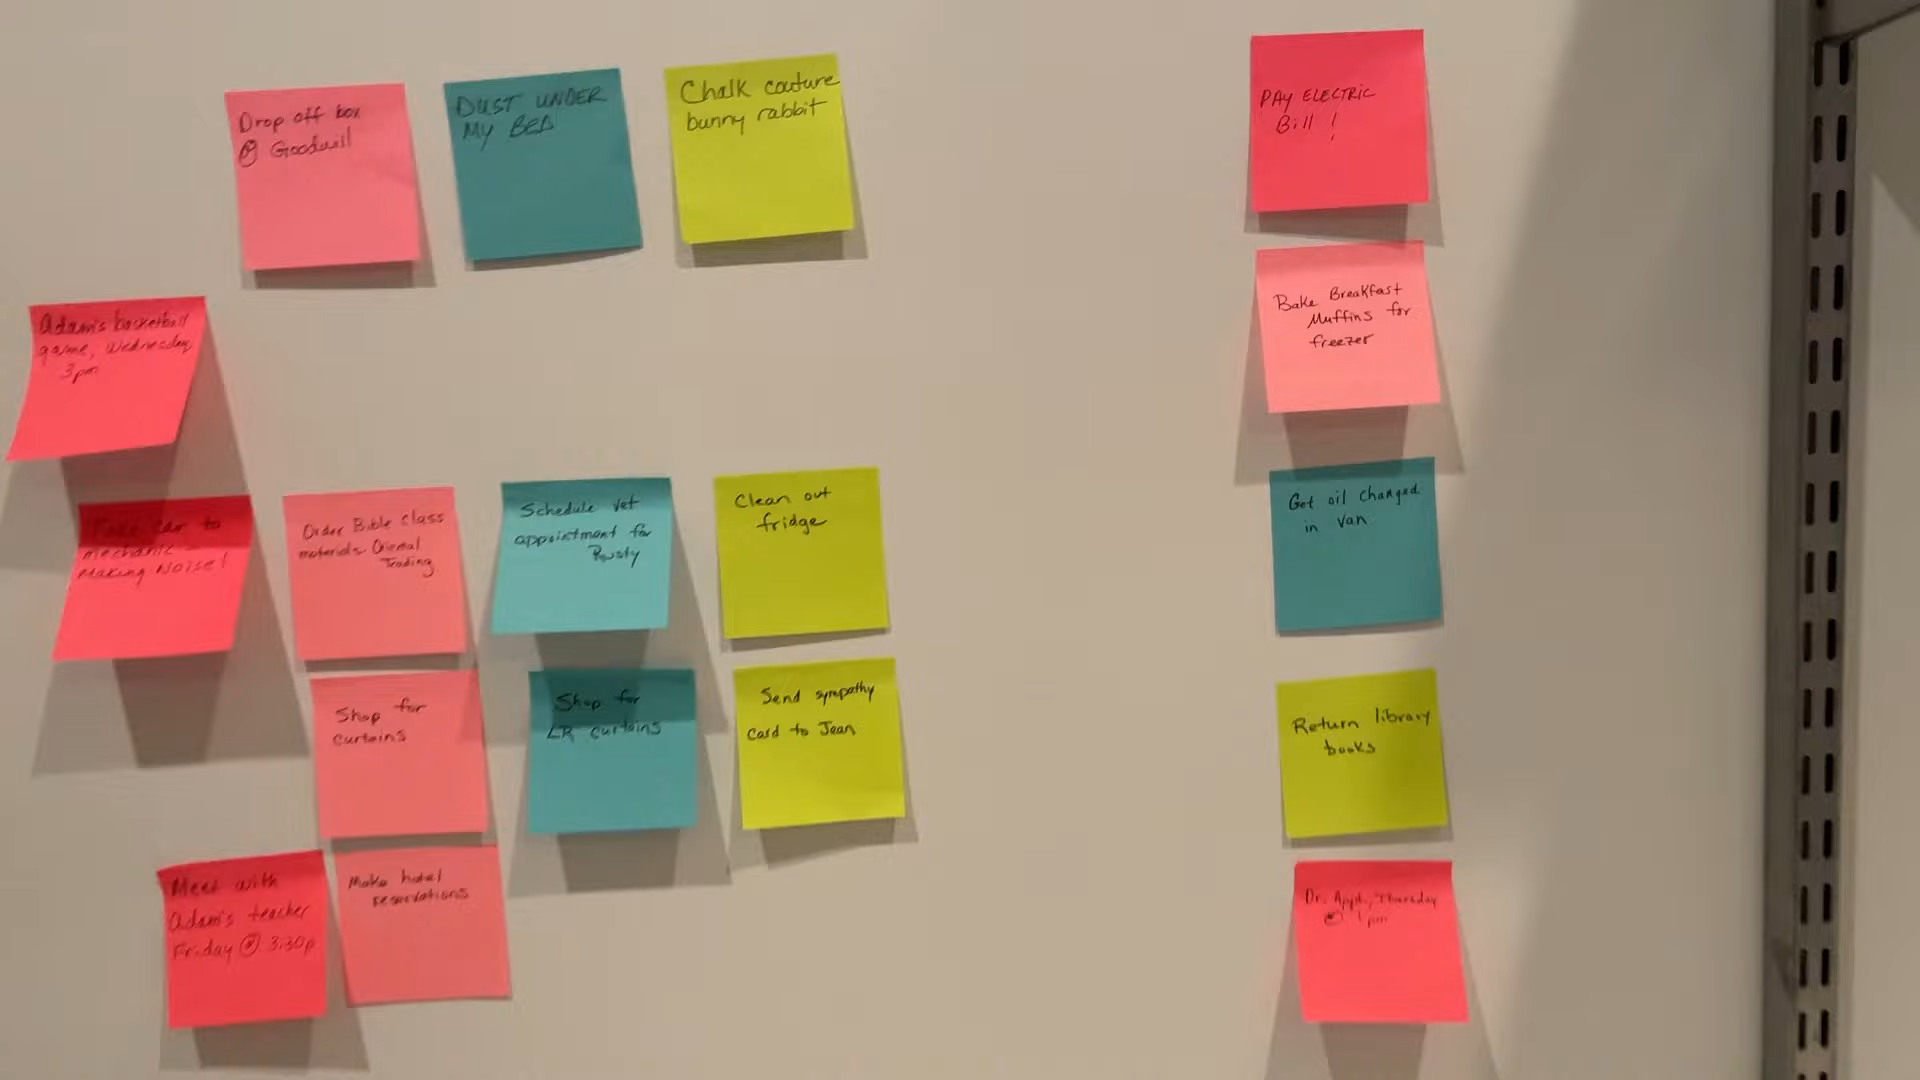 Drop off box
@ Goodwill
DUST UNDER
MY BED
Chalk couture
bunny rabbit
PAY ELECTRIC
Bill !
Adam's basketball
game, Wednesday
3pm
Bake Breakfast
Muffins for
freezer
Take car to
mechanic -
Making Noise!
Order Bible class
materials-
Trading
Schedule vet
appointment for
Rusty
Clean out
fridge
Get oil changed
in van
Shop for
curtains
Shop for
LR curtains
Send sympathy
card to Jean
Return library
books
Meet with
Adam's teacher
Friday @ 3:30p
Make hotel
reservations
Dr. Appt., Thursday
@ 1pm